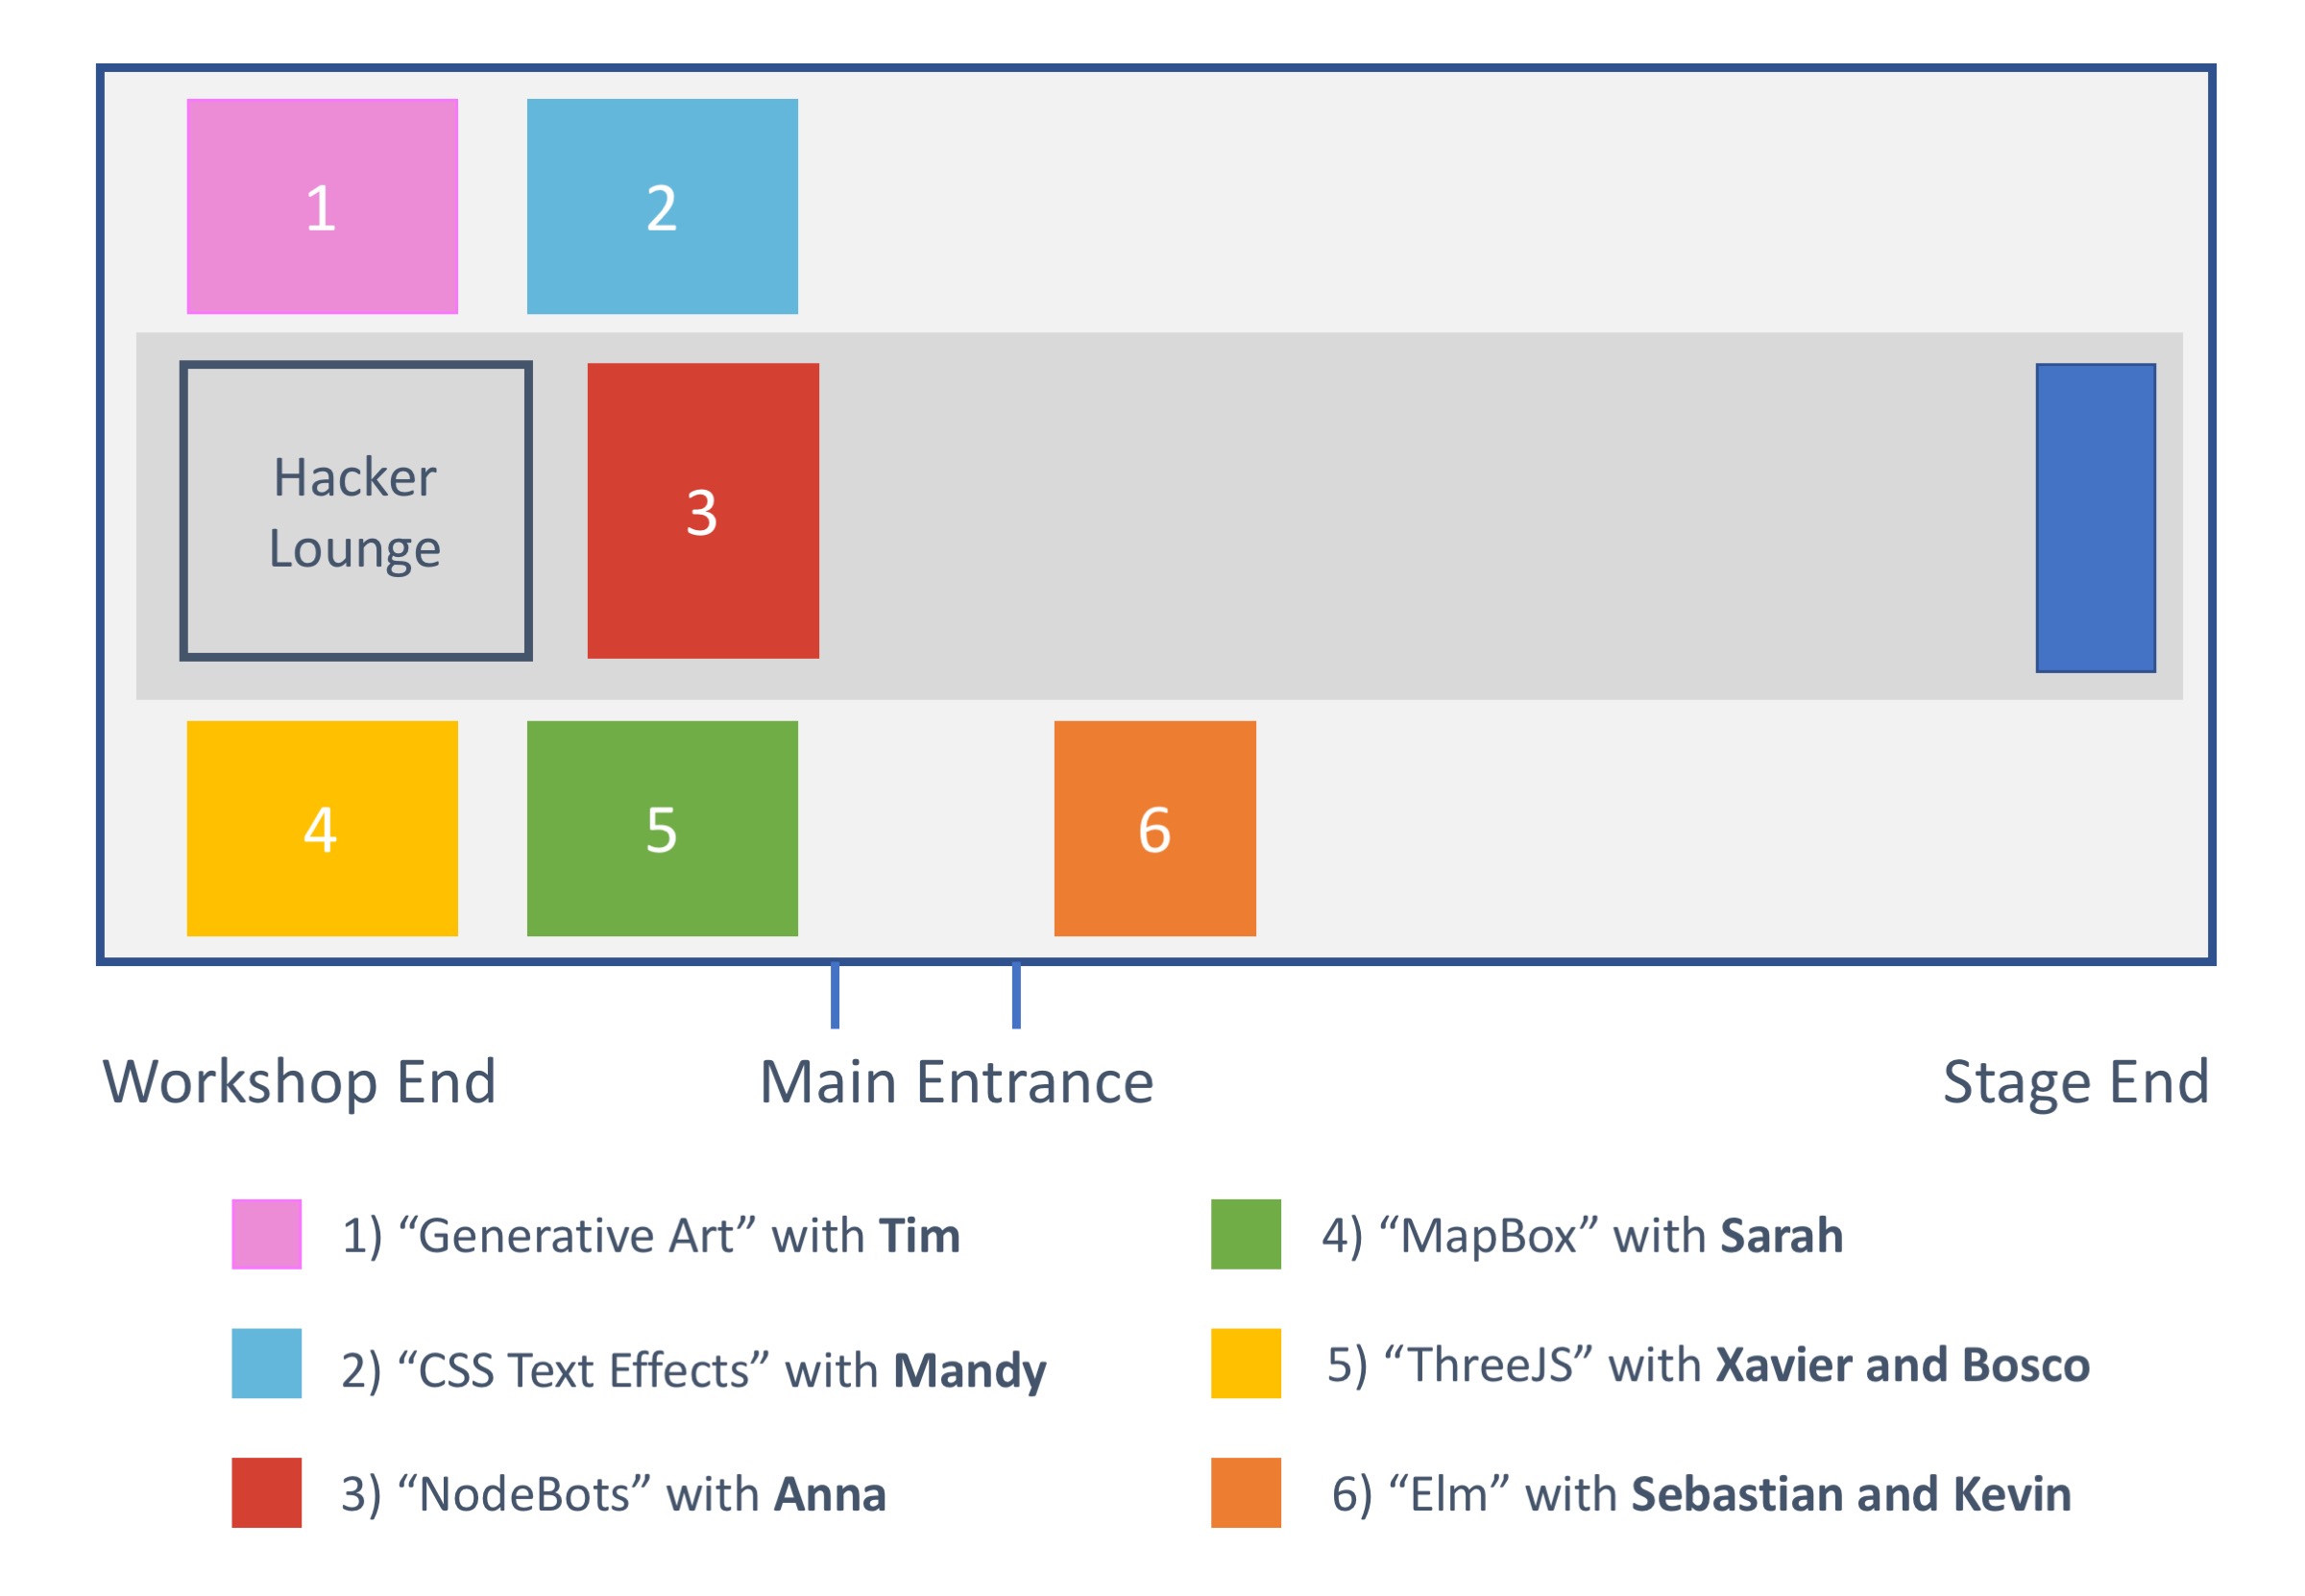 1
2
Hacker
Lounge
3
4
5
6
Workshop End
Main Entrance
Stage End
1) “Generative Art” with Tim
2) “CSS Text Effects” with Mandy
3) “NodeBots” with Anna
4) “MapBox” with Sarah
5) “ThreeJS” with Xavier and Bosco
6) “Elm” with Sebastian and Kevin